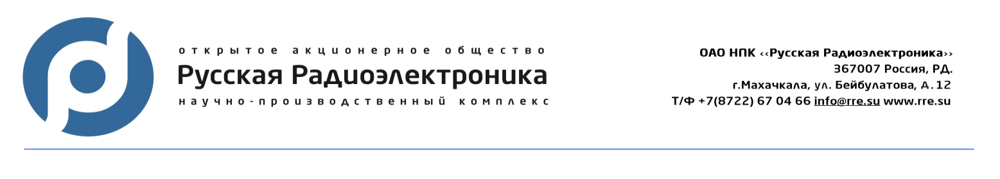 открытое акционерное общество
Русская Радиоэлектроника
научно-производственный комплекс
ОАО НПК ‹‹Русская Радиоэлектроника››
367007 Россия, РД.
г.Махачкала, ул. Бейбулатова, д.12
Т/Ф +7(8722) 67 04 66 info@rre.su www.rre.su